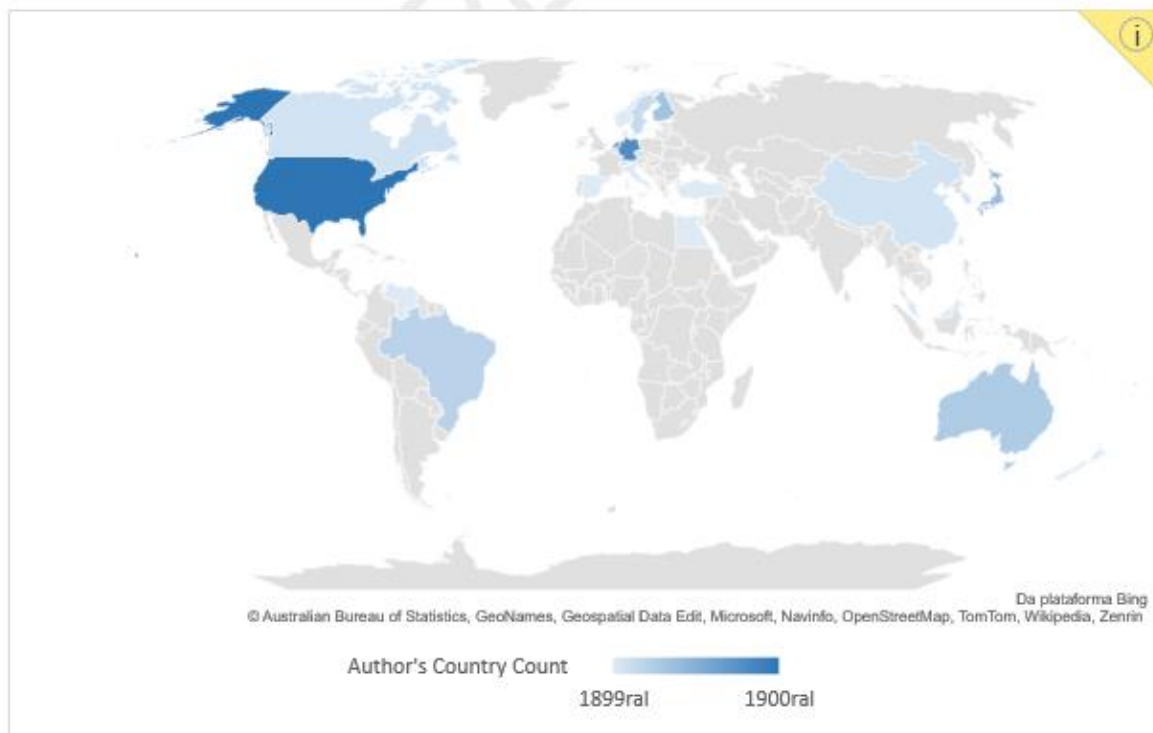 i
Da plataforma Bing
© Australian Bureau of Statistics, GeoNames, Geospatial Data Edit, Microsoft, Navinfo, OpenStreetMap, TomTom, Wikipedia, Zenrin
Author's Country Count
1899ral 1900ral